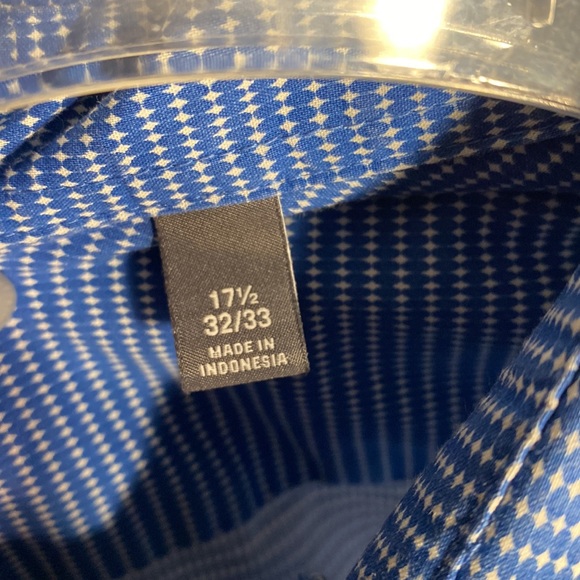 17½
32/33
MADE IN
INDONESIA